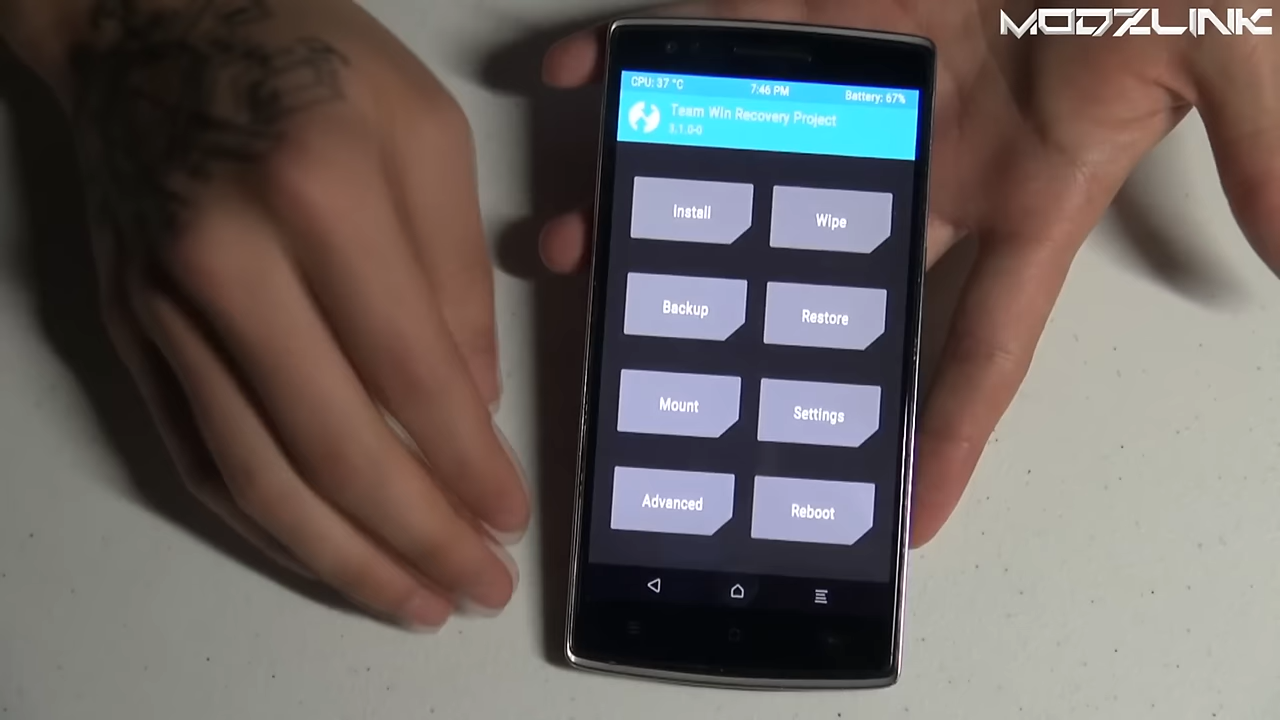 MODZLINK
CPU: 37 °C 7:46 PM Battery: 67%
Team Win Recovery Project
3.1.0-0
Install Wipe
Backup Restore
Mount Settings
Advanced Reboot